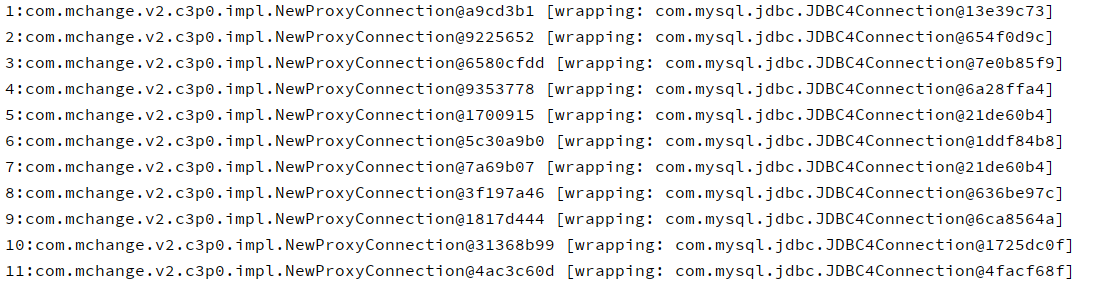 1:com.mchange.v2.c3p0.impl.NewProxyConnection@a9cd3b1 [wrapping: com.mysql.jdbc.JDBC4Connection@13e39c73]
2:com.mchange.v2.c3p0.impl.NewProxyConnection@9225652 [wrapping: com.mysql.jdbc.JDBC4Connection@654f0d9c]
3:com.mchange.v2.c3p0.impl.NewProxyConnection@6580cfdd [wrapping: com.mysql.jdbc.JDBC4Connection@7e0b85f9]
4:com.mchange.v2.c3p0.impl.NewProxyConnection@9353778 [wrapping: com.mysql.jdbc.JDBC4Connection@6a28ffa4]
5:com.mchange.v2.c3p0.impl.NewProxyConnection@1700915 [wrapping: com.mysql.jdbc.JDBC4Connection@21de60b4]
6:com.mchange.v2.c3p0.impl.NewProxyConnection@5c30a9b0 [wrapping: com.mysql.jdbc.JDBC4Connection@1ddf84b8]
7:com.mchange.v2.c3p0.impl.NewProxyConnection@7a69b07 [wrapping: com.mysql.jdbc.JDBC4Connection@21de60b4]
8:com.mchange.v2.c3p0.impl.NewProxyConnection@3f197a46 [wrapping: com.mysql.jdbc.JDBC4Connection@636be97c]
9:com.mchange.v2.c3p0.impl.NewProxyConnection@1817d444 [wrapping: com.mysql.jdbc.JDBC4Connection@6ca8564a]
10:com.mchange.v2.c3p0.impl.NewProxyConnection@31368b99 [wrapping: com.mysql.jdbc.JDBC4Connection@1725dc0f]
11:com.mchange.v2.c3p0.impl.NewProxyConnection@4ac3c60d [wrapping: com.mysql.jdbc.JDBC4Connection@4facf68f]